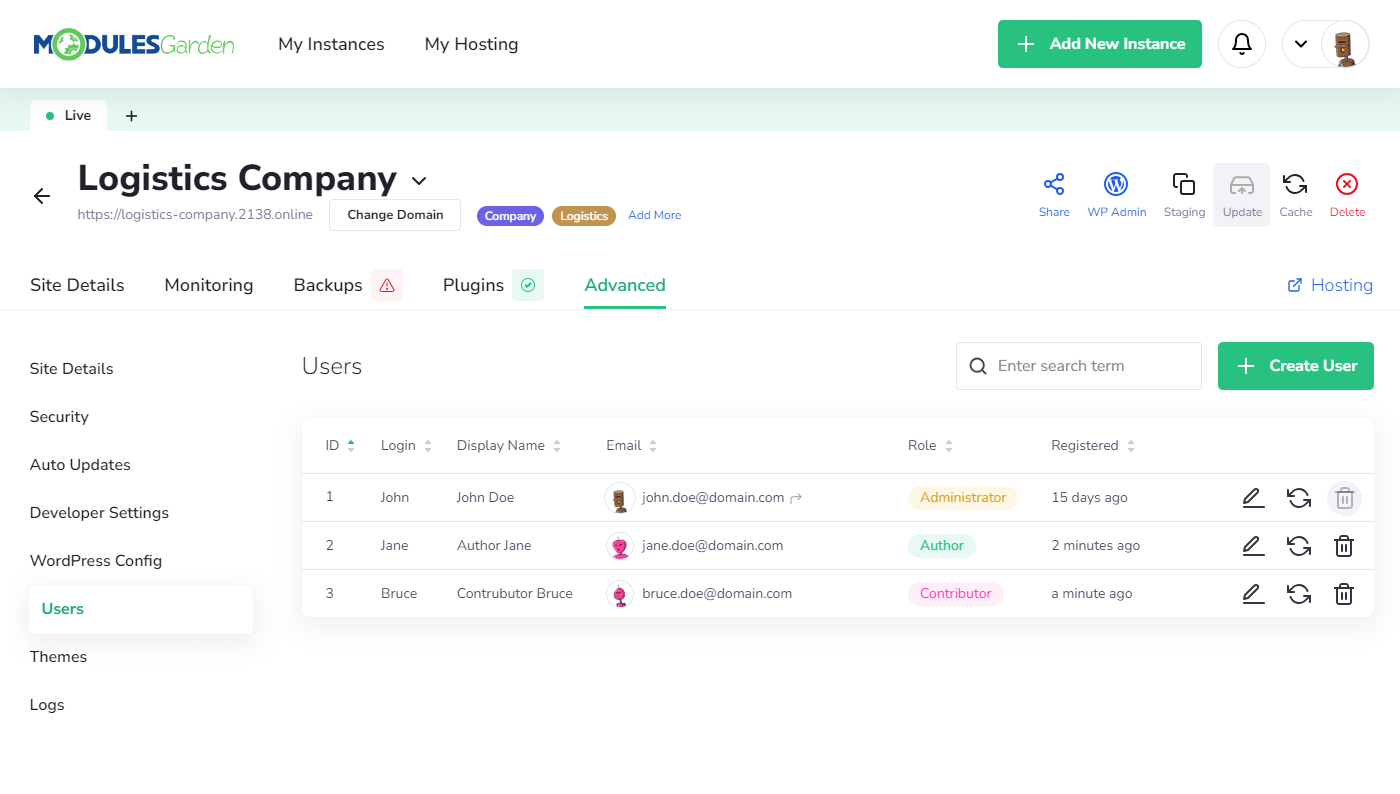 MODULESGarden My Instances My Hosting Add New Instance
Live
Logistics Company
https://logistics-company.2138.online Change Domain Company Logistics Add More
Share WP Admin Staging Update Cache Delete
Site Details Monitoring Backups Plugins Advanced Hosting
Site Details
Security
Auto Updates
Developer Settings
WordPress Config
Users
Themes
Logs
Users Enter search term Create User
ID Login Display Name Email Role Registered
1 John John Doe john.doe@domain.com Administrator 15 days ago
2 Jane Author Jane jane.doe@domain.com Author 2 minutes ago
3 Bruce Contrubutor Bruce bruce.doe@domain.com Contributor a minute ago